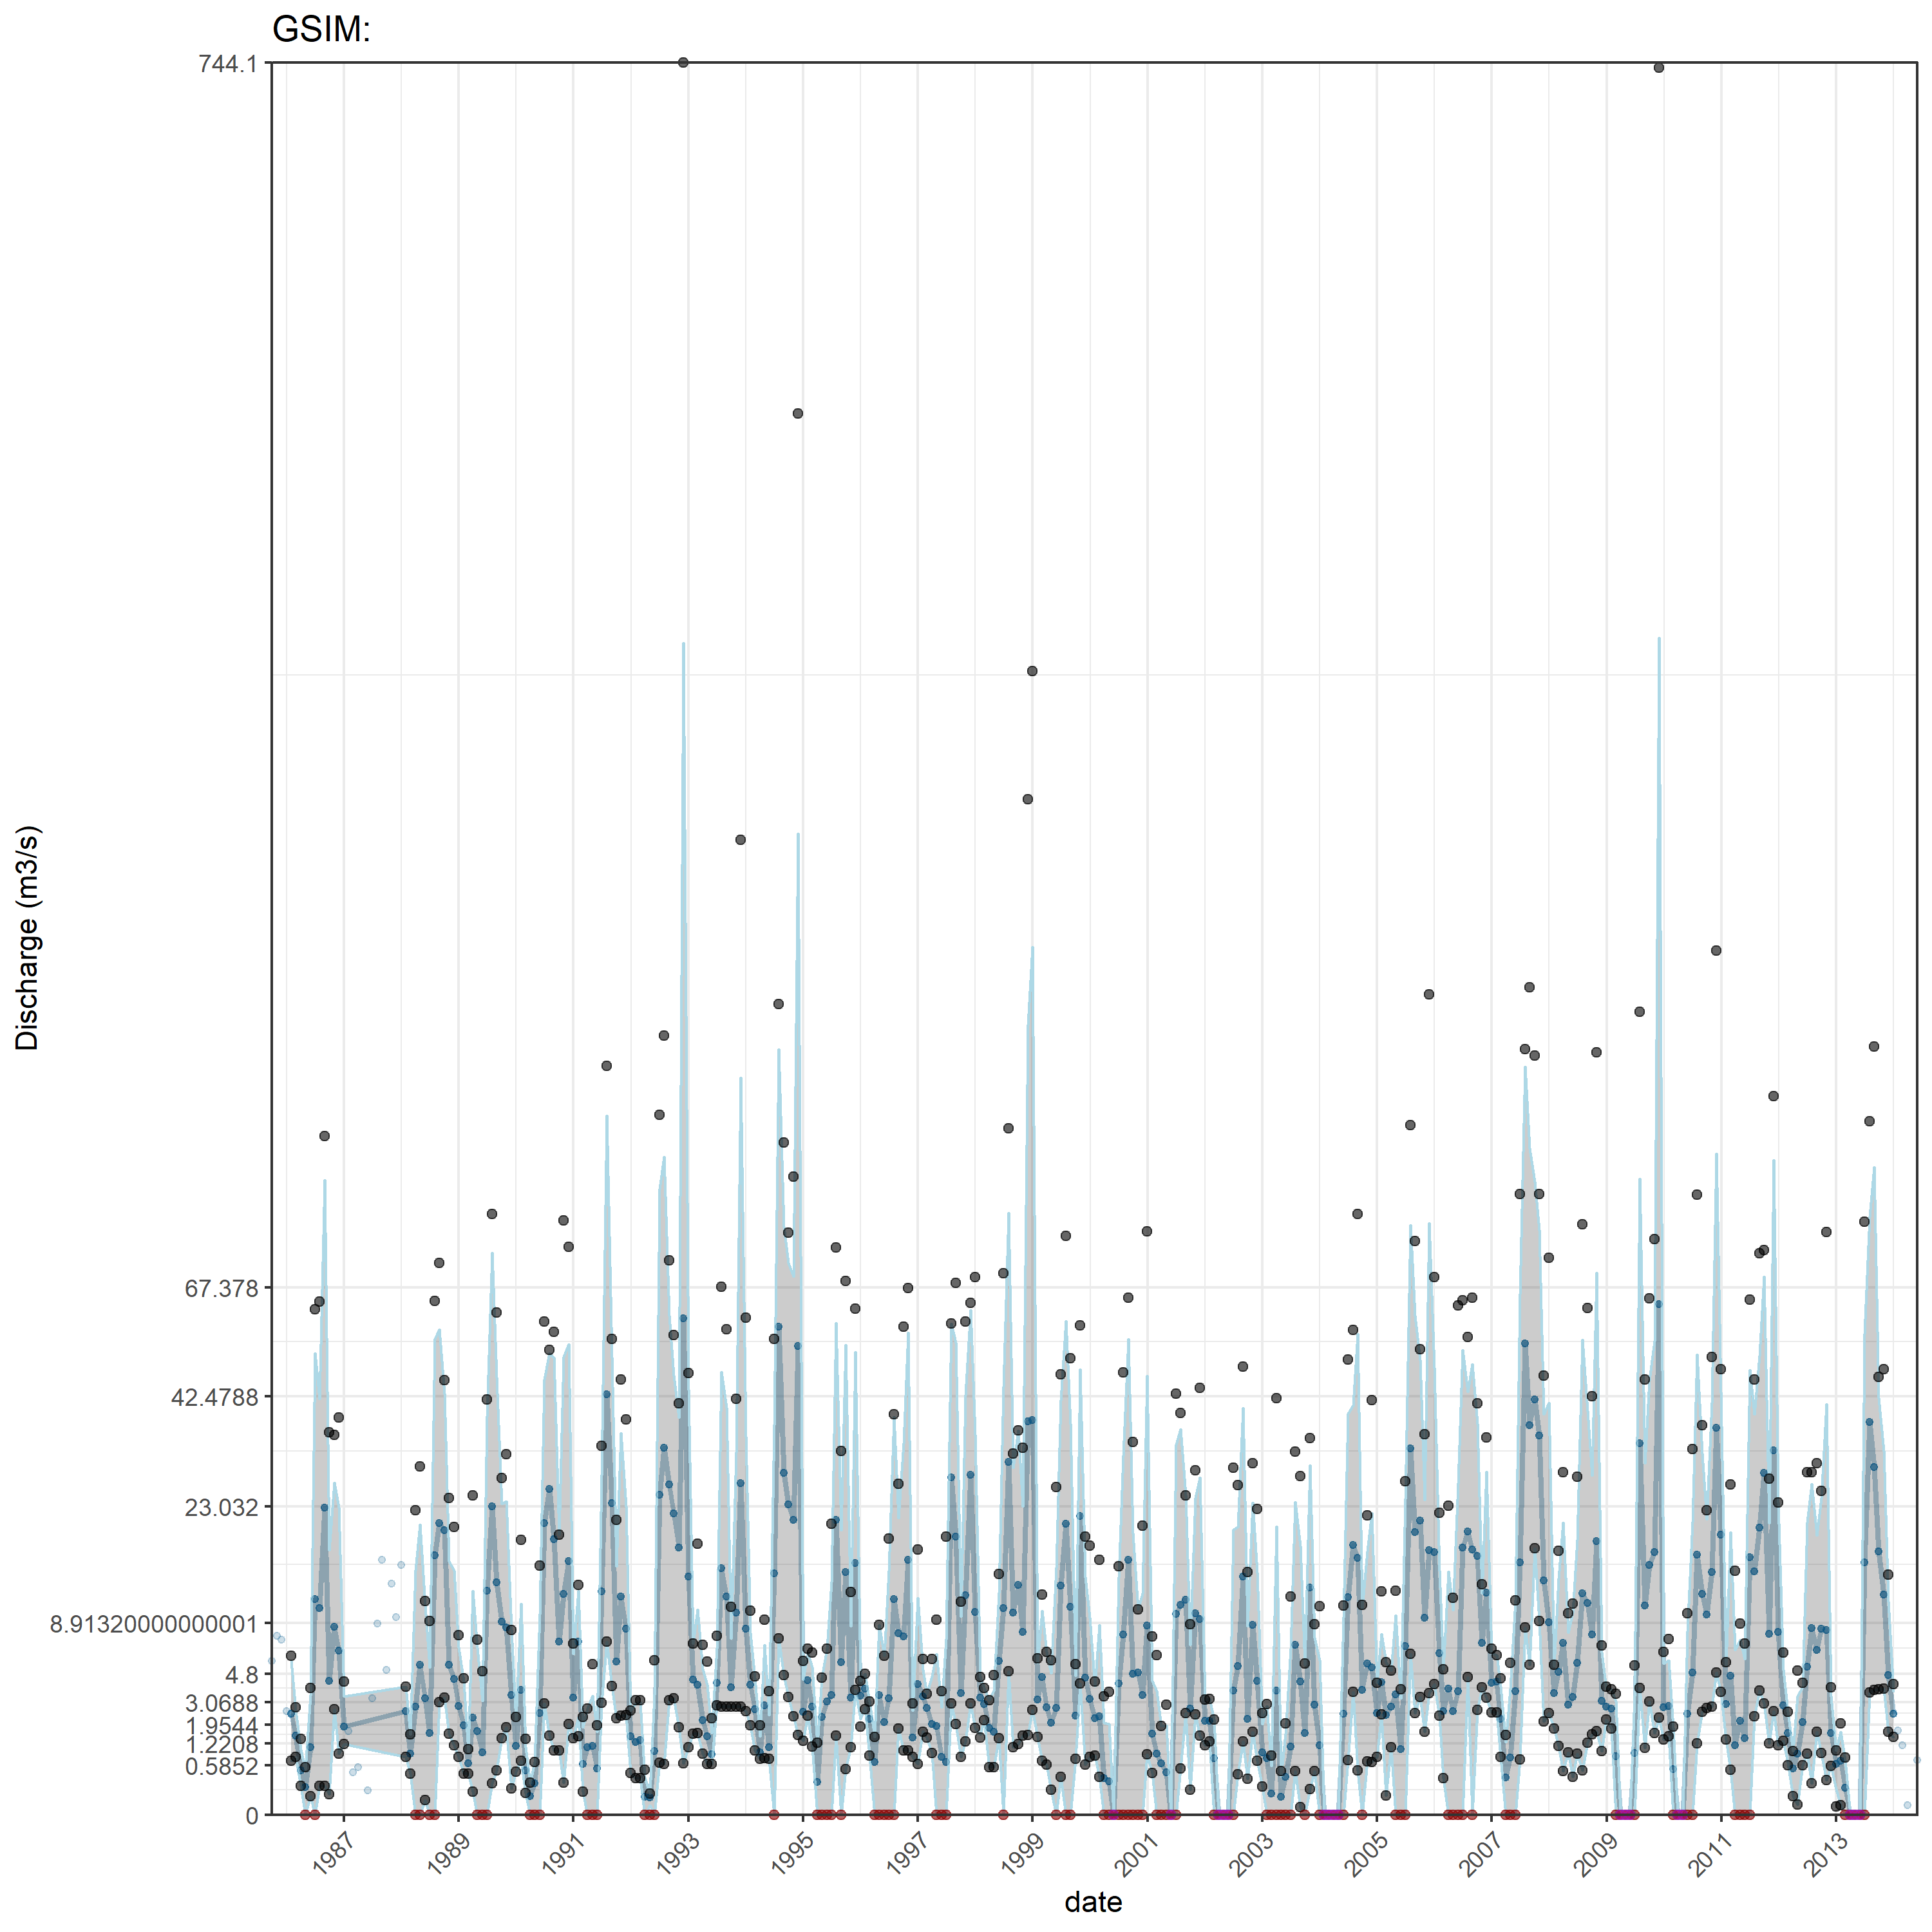 GSIM:
744.1
67.378
42.4788
23.032
8.91320000000001
4.8
3.0688
1.9544
1.2208
0.5852
0
Discharge (m3/s)
1987 1989 1991 1993 1995 1997 1999 2001 2003 2005 2007 2009 2011 2013
date